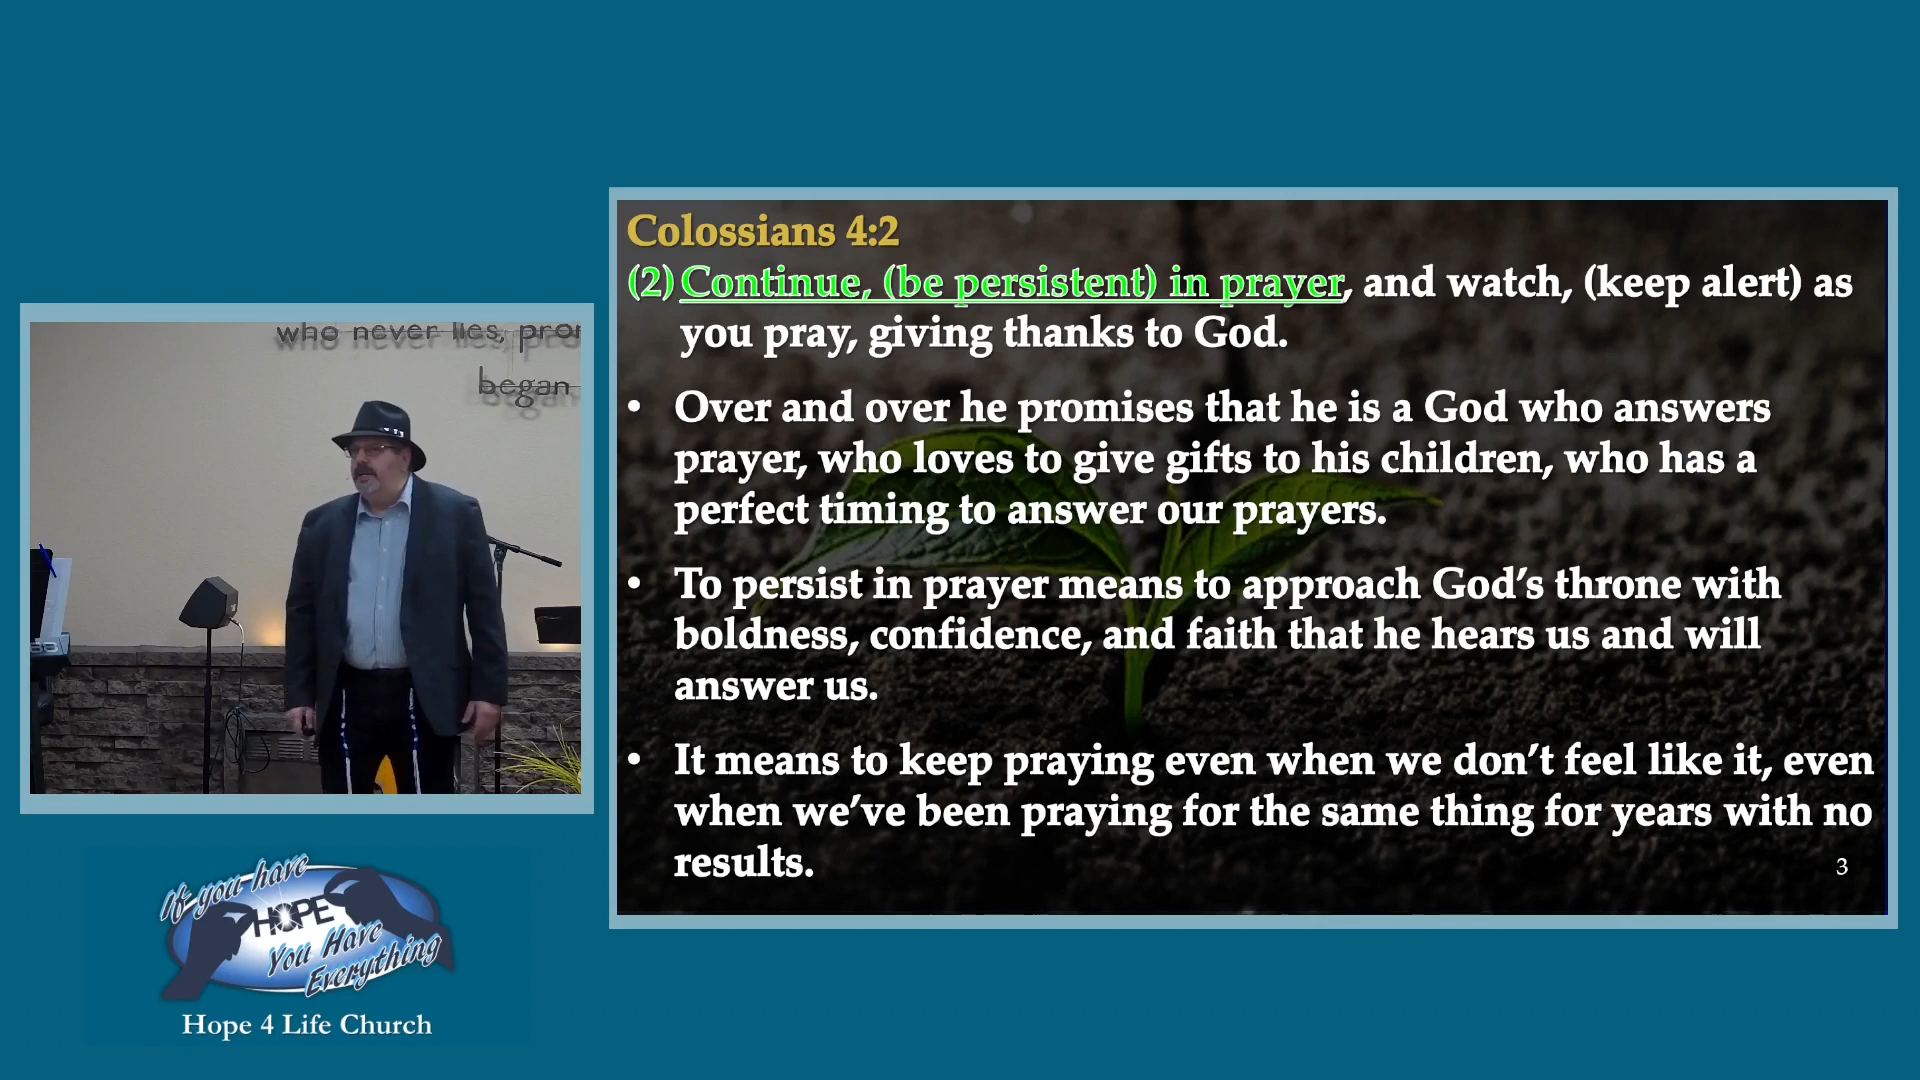 who never lies, pro
began
If you have
HOPE
You Have
Everything
Hope 4 Life Church
Colossians 4:2
(2) Continue, (be persistent) in prayer, and watch, (keep alert) as
you pray, giving thanks to God.
• Over and over he promises that he is a God who answers
prayer, who loves to give gifts to his children, who has a
perfect timing to answer our prayers.
• To persist in prayer means to approach God’s throne with
boldness, confidence, and faith that he hears us and will
answer us.
• It means to keep praying even when we don’t feel like it, even
when we’ve been praying for the same thing for years with no
results.
3